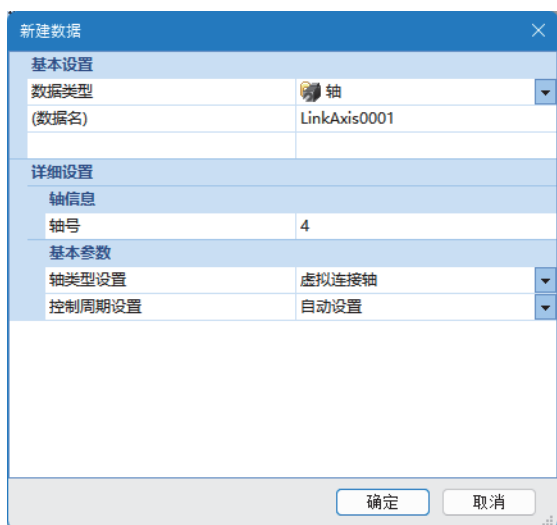 新建数据
基本设置
数据类型 轴
(数据名) LinkAxis0001
详细设置
轴信息
轴号 4
基本参数
轴类型设置 虚拟连接轴
控制周期设置 自动设置
确定 取消